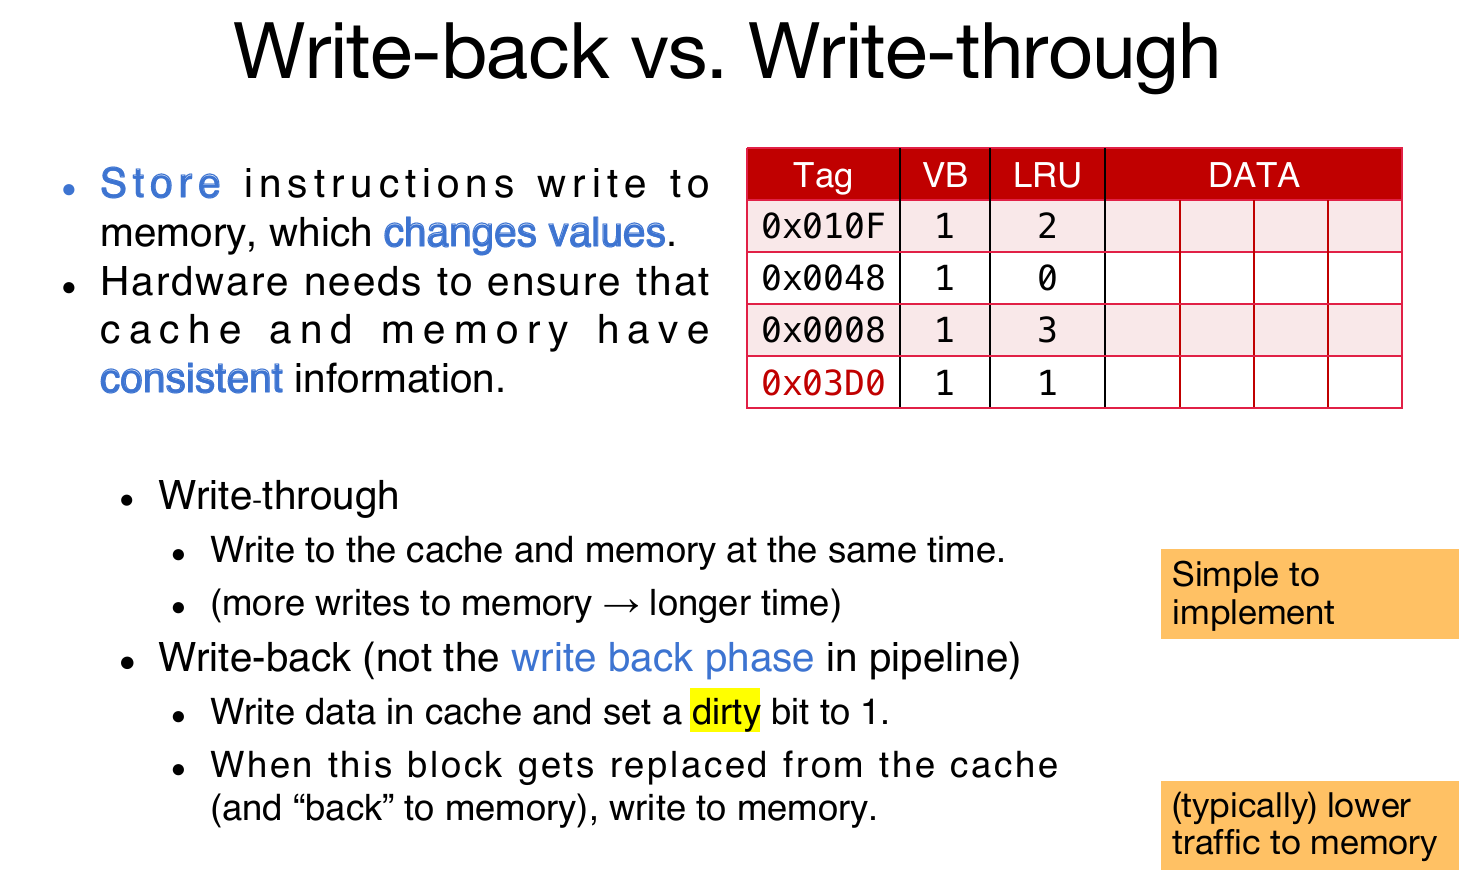 Write-back vs. Write-through
• Store instructions write to
memory, which changes values.
• Hardware needs to ensure that
cache and memory have
consistent information.
Tag VB LRU DATA
0x010F 1 2
0x0048 1 0
0x0008 1 3
0x03D0 1 1
• Write-through
• Write to the cache and memory at the same time.
• (more writes to memory → longer time)
Simple to
implement
• Write-back (not the write back phase in pipeline)
• Write data in cache and set a dirty bit to 1.
• When this block gets replaced from the cache
(and “back” to memory), write to memory.
(typically) lower
traffic to memory